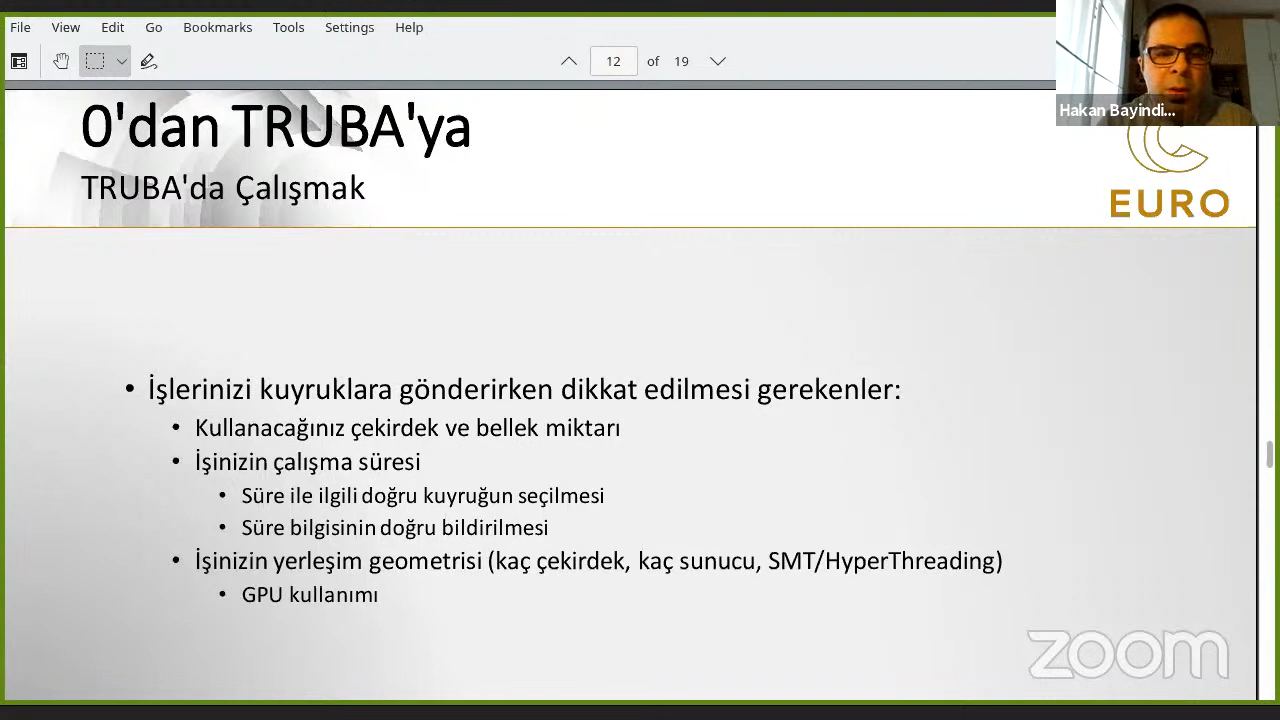 File View Edit Go Bookmarks Tools Settings Help
12 of 19
Hakan Bayindi...
0'dan TRUBA'ya
TRUBA'da Çalışmak
EURO
• İşlerinizi kuyruklara gönderirken dikkat edilmesi gerekenler:
• Kullanacağınız çekirdek ve bellek miktarı
• İşinizin çalışma süresi
• Süre ile ilgili doğru kuyruğun seçilmesi
• Süre bilgisinin doğru bildirilmesi
• İşinizin yerleşim geometrisi (kaç çekirdek, kaç sunucu, SMT/HyperThreading)
• GPU kullanımı
zoom